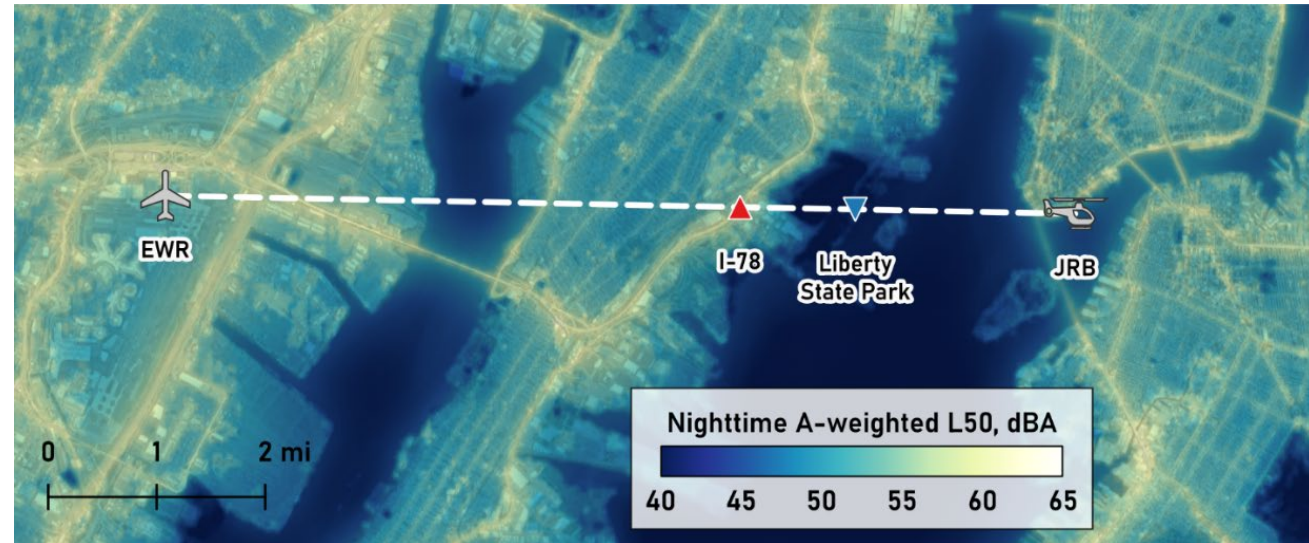 EWR
I-78
Liberty
State Park
JRB
0 1 2 mi
Nighttime A-weighted L50, dBA
40 45 50 55 60 65